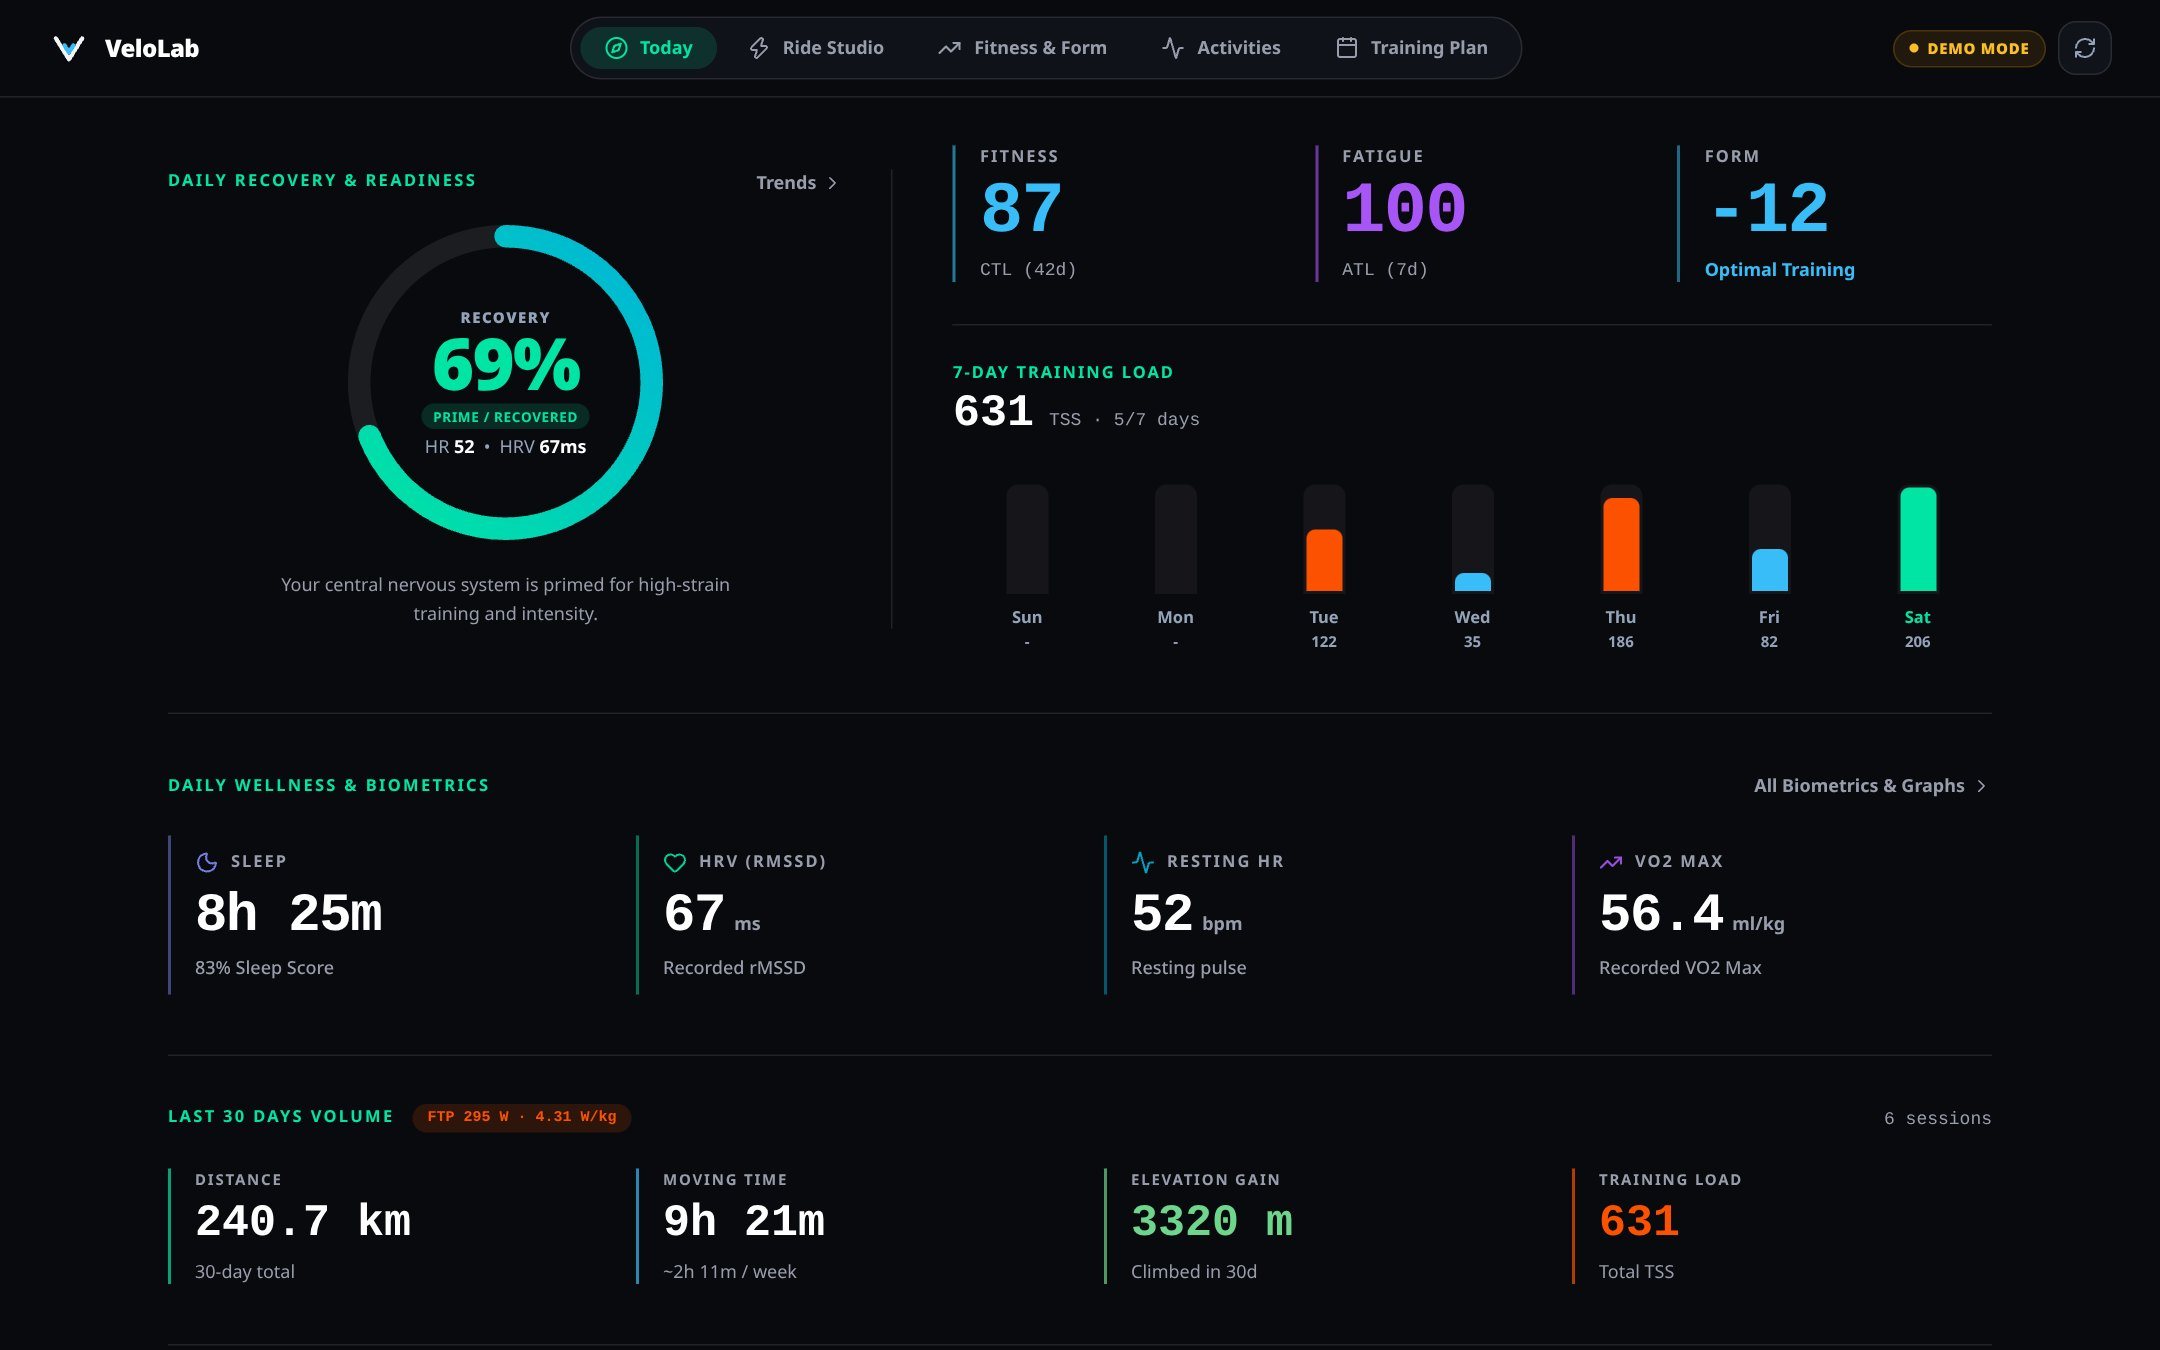 VeloLab
Today
Ride Studio
Fitness & Form
Activities
Training Plan
DEMO MODE
DAILY RECOVERY & READINESS
Trends
RECOVERY
69%
PRIME / RECOVERED
HR 52 • HRV 67ms
Your central nervous system is primed for high-strain
training and intensity.
FITNESS
87
CTL (42d)
FATIGUE
100
ATL (7d)
FORM
-12
Optimal Training
7-DAY TRAINING LOAD
631 TSS · 5/7 days
Sun
-
Mon
-
Tue
122
Wed
35
Thu
186
Fri
82
Sat
206
DAILY WELLNESS & BIOMETRICS
All Biometrics & Graphs
SLEEP
8h 25m
83% Sleep Score
HRV (RMSSD)
67 ms
Recorded rMSSD
RESTING HR
52 bpm
Resting pulse
VO2 MAX
56.4 ml/kg
Recorded VO2 Max
LAST 30 DAYS VOLUME
FTP 295 W · 4.31 W/kg
6 sessions
DISTANCE
240.7 km
30-day total
MOVING TIME
9h 21m
~2h 11m / week
ELEVATION GAIN
3320 m
Climbed in 30d
TRAINING LOAD
631
Total TSS